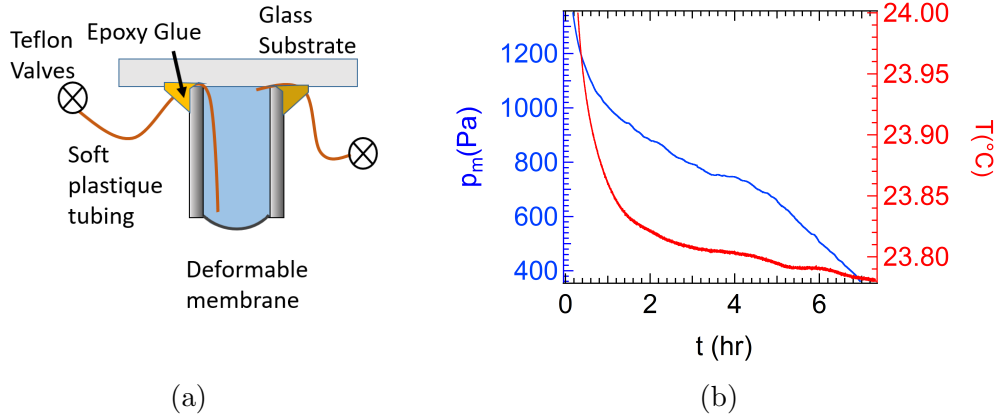 Teflon
Valves
Epoxy Glue
Glass
Substrate
Soft
plastique
tubing
Deformable
membrane
(a)
1200
1000
800
600
400
pm(Pa)
24.00
23.95
23.90
23.85
23.80
T(°C)
0
2
4
6
t (hr)
(b)